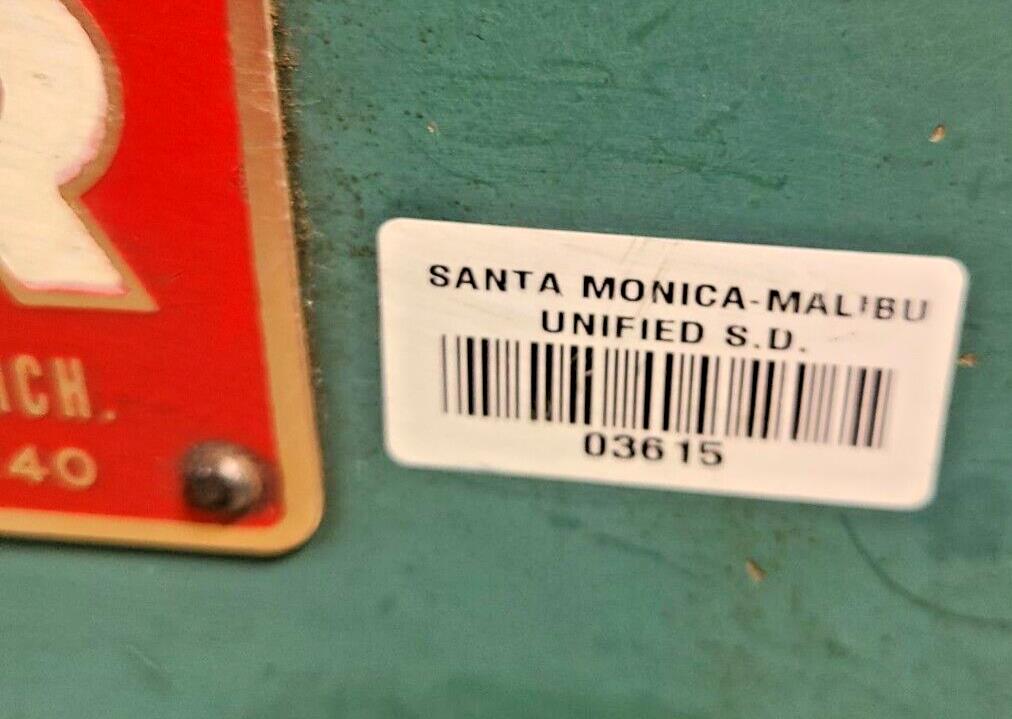 R
ICH.
40
SANTA MONICA-MALIBU
UNIFIED S.D.
03615